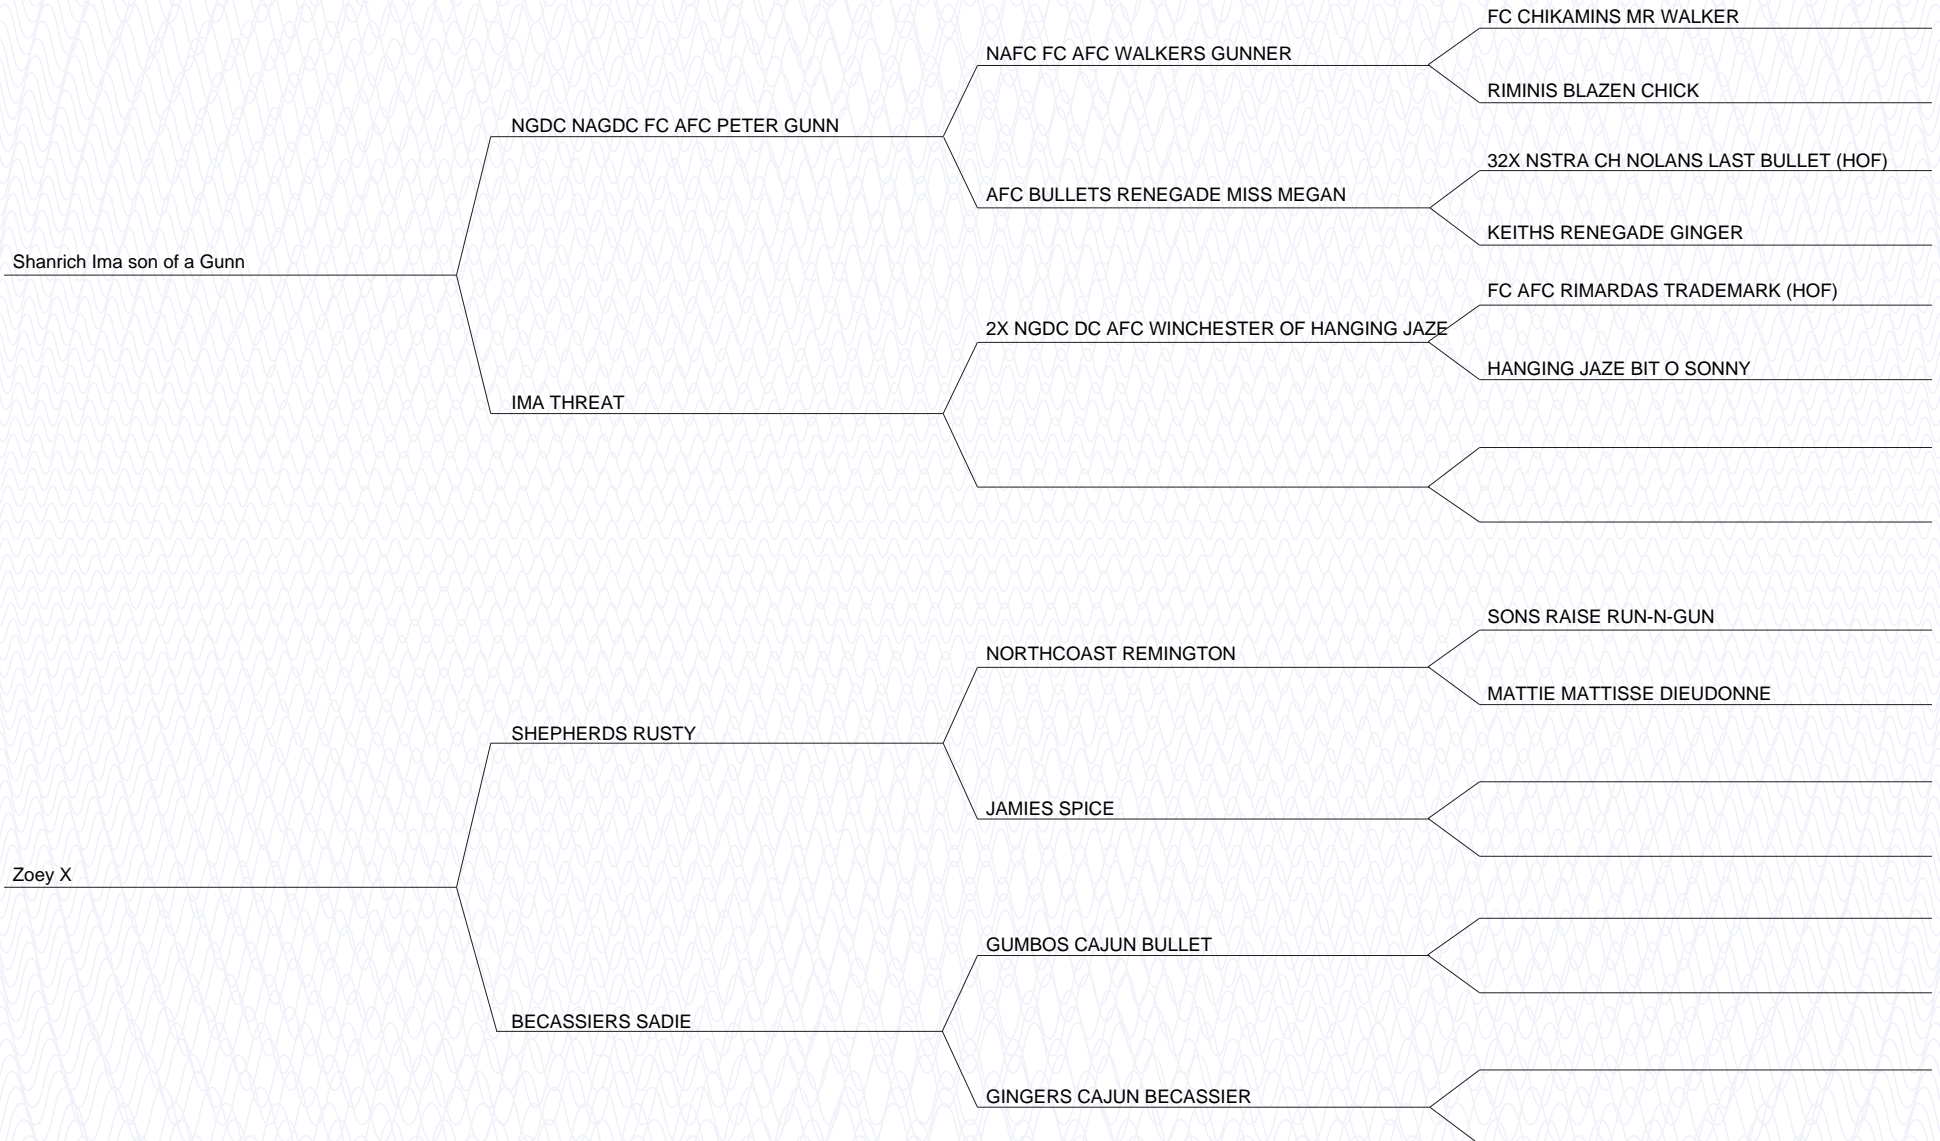 FC CHIKAMINS MR WALKER
NAFC FC AFC WALKERS GUNNER
RIMINIS BLAZEN CHICK
NGDC NAGDC FC AFC PETER GUNN
32X NSTRA CH NOLANS LAST BULLET (HOF)
AFC BULLETS RENEGADE MISS MEGAN
KEITHS RENEGADE GINGER
Shanrich Ima son of a Gunn
FC AFC RIMARDAS TRADEMARK (HOF)
2X NGDC DC AFC WINCHESTER OF HANGING JAZE
HANGING JAZE BIT O SONNY
IMA THREAT
SONS RAISE RUN-N-GUN
NORTHCOAST REMINGTON
MATTIE MATTISSE DIEUDONNE
SHEPHERDS RUSTY
JAMIES SPICE
Zoey X
GUMBOS CAJUN BULLET
BECASSIERS SADIE
GINGERS CAJUN BECASSIER